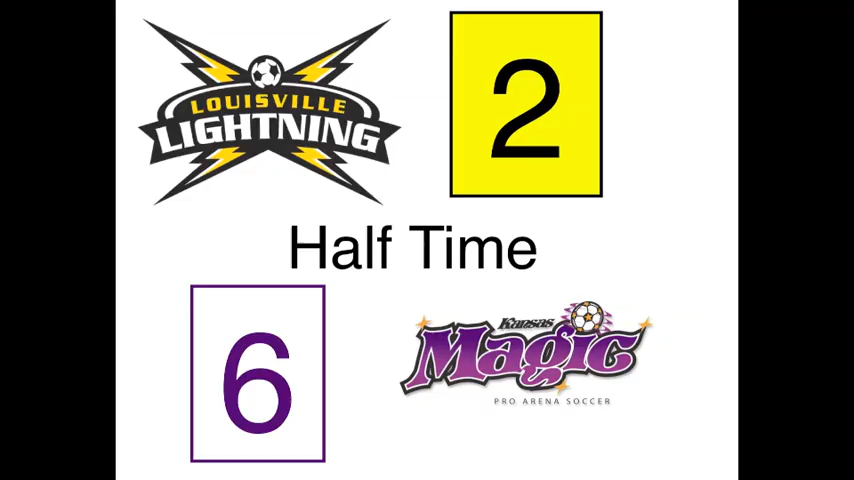 LOUISVILLE
LIGHTNING
2
Half Time
6
Kansas
Magic
PRO ARENA SOCCER